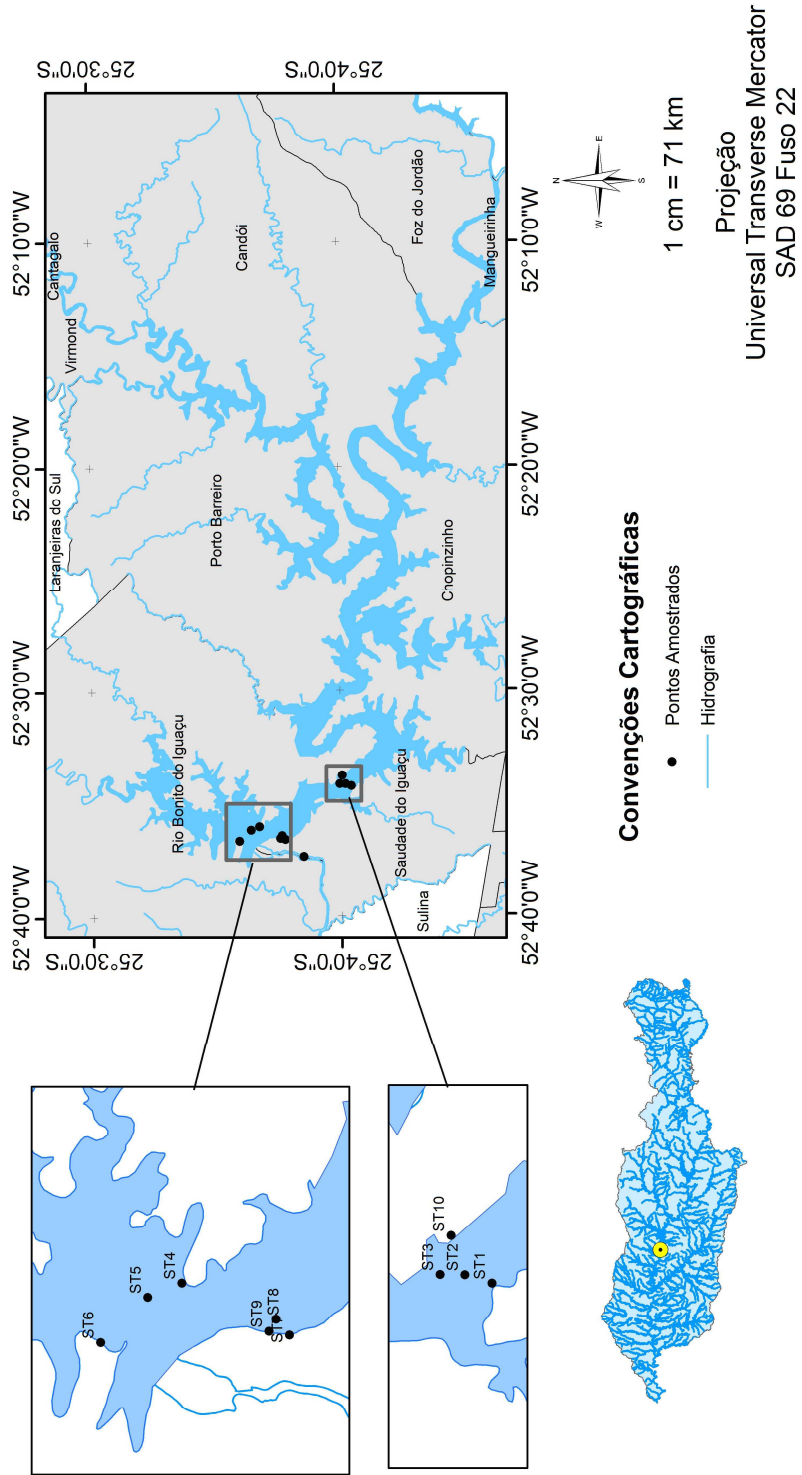 52°40'0"W
52°30'0"W
52°20'0"W
52°10'0"W
25°30'0"S
25°30'0"S
25°40'0"S
25°40'0"S
52°40'0"W
52°30'0"W
52°20'0"W
52°10'0"W
Laranjeiras do Sul
Virmond
Cantagalo
Rio Bonito do Iguaçu
Porto Barreiro
Candói
Saudade do Iguaçu
Sulina
Chopinzinho
Foz do Jordão
Mangueirinha
ST6
ST5
ST4
ST9
ST8
ST3
ST10
ST2
ST1
Convenções Cartográficas
Pontos Amostrados
Hidrografia
N
W
E
S
1 cm = 71 km
Projeção
Universal Transverse Mercator
SAD 69 Fuso 22